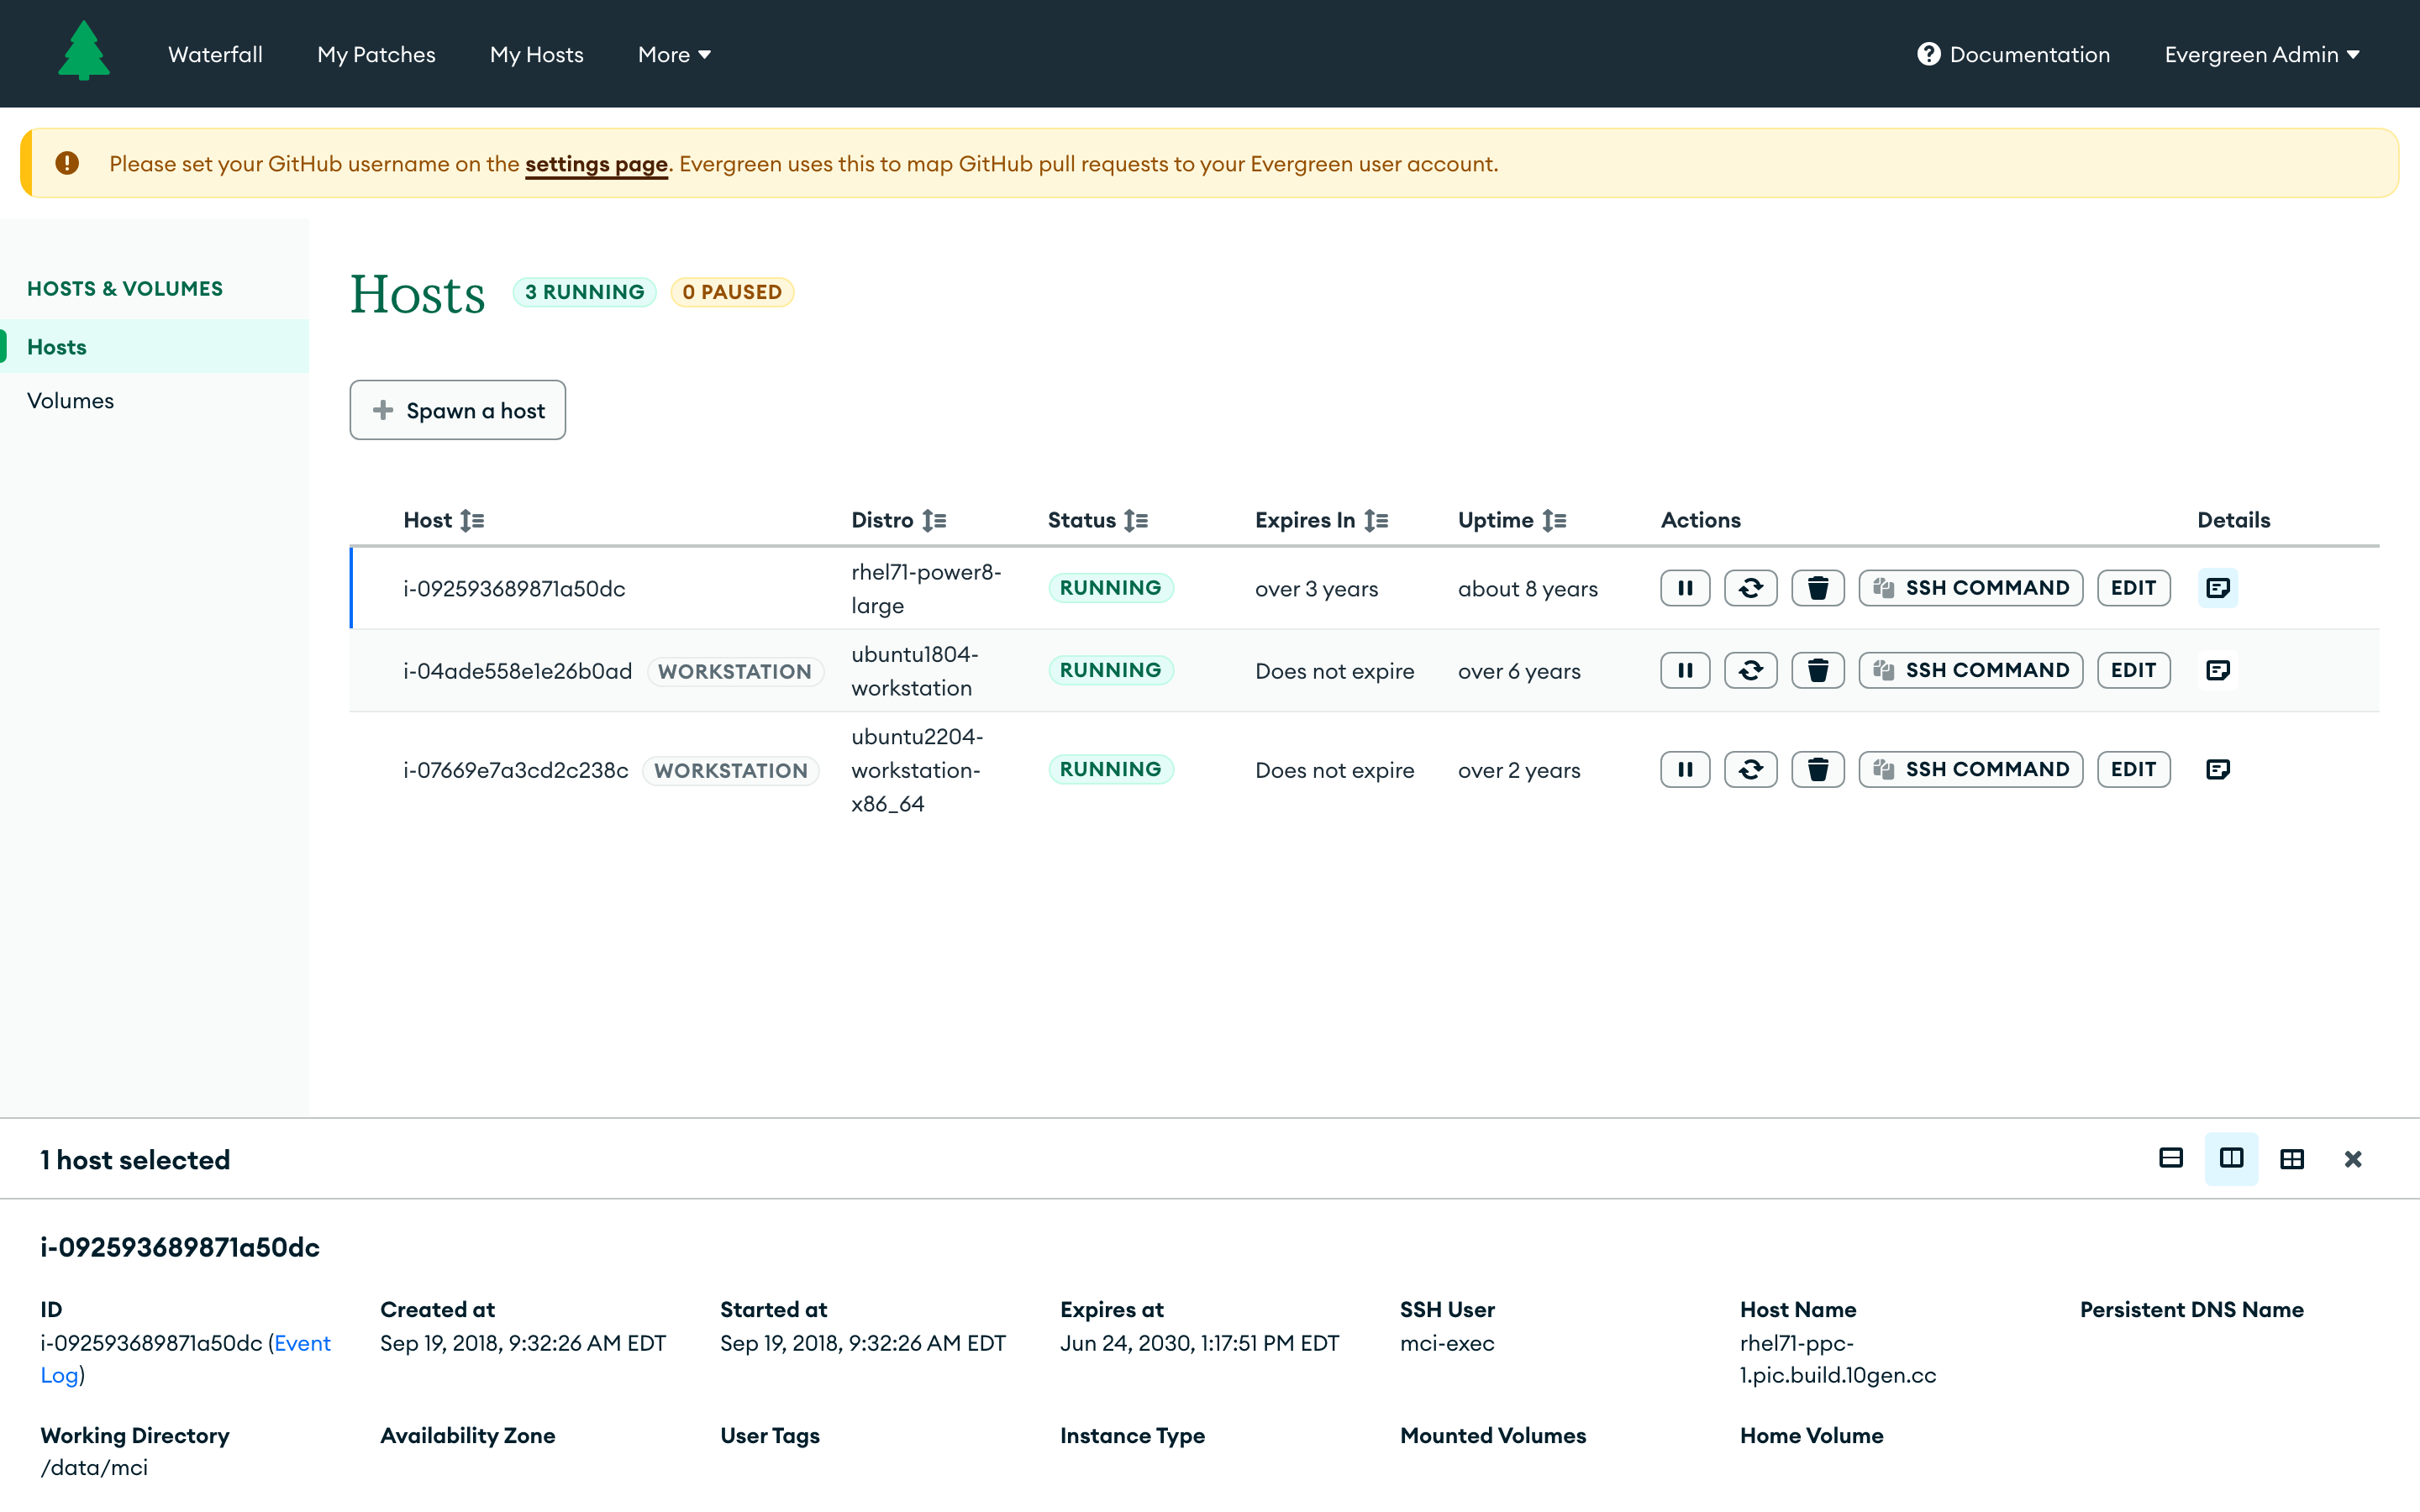 Waterfall My Patches My Hosts More Documentation Evergreen Admin
Please set your GitHub username on the settings page. Evergreen uses this to map GitHub pull requests to your Evergreen user account.
HOSTS & VOLUMES
Hosts
Volumes
Hosts 3 RUNNING 0 PAUSED
Spawn a host
Host Distro Status Expires In Uptime Actions Details
i-092593689871a50dc rhel71-power8-large RUNNING over 3 years about 8 years SSH COMMAND EDIT
i-04ade558e1e26b0ad WORKSTATION ubuntu1804-workstation RUNNING Does not expire over 6 years SSH COMMAND EDIT
i-07669e7a3cd2c238c WORKSTATION ubuntu2204-workstation-x86_64 RUNNING Does not expire over 2 years SSH COMMAND EDIT
1 host selected
i-092593689871a50dc
ID
i-092593689871a50dc (Event Log)
Created at
Sep 19, 2018, 9:32:26 AM EDT
Started at
Sep 19, 2018, 9:32:26 AM EDT
Expires at
Jun 24, 2030, 1:17:51 PM EDT
SSH User
mci-exec
Host Name
rhel71-ppc-1.pic.build.10gen.cc
Persistent DNS Name
Working Directory
/data/mci
Availability Zone
User Tags
Instance Type
Mounted Volumes
Home Volume